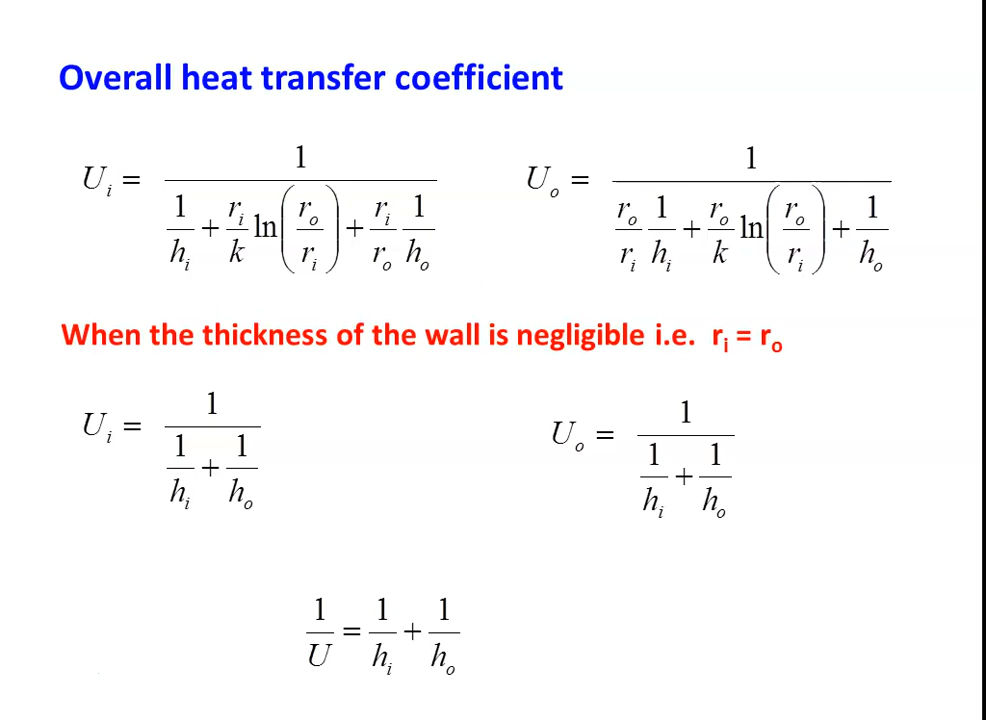 Overall heat transfer coefficient
U_i = 1 / (1/h_i + r_i/k ln(r_o/r_i) + r_i/r_o 1/h_o)
U_o = 1 / (r_o/r_i 1/h_i + r_o/k ln(r_o/r_i) + 1/h_o)
When the thickness of the wall is negligible i.e. r_i = r_o
U_i = 1 / (1/h_i + 1/h_o)
U_o = 1 / (1/h_i + 1/h_o)
1/U = 1/h_i + 1/h_o